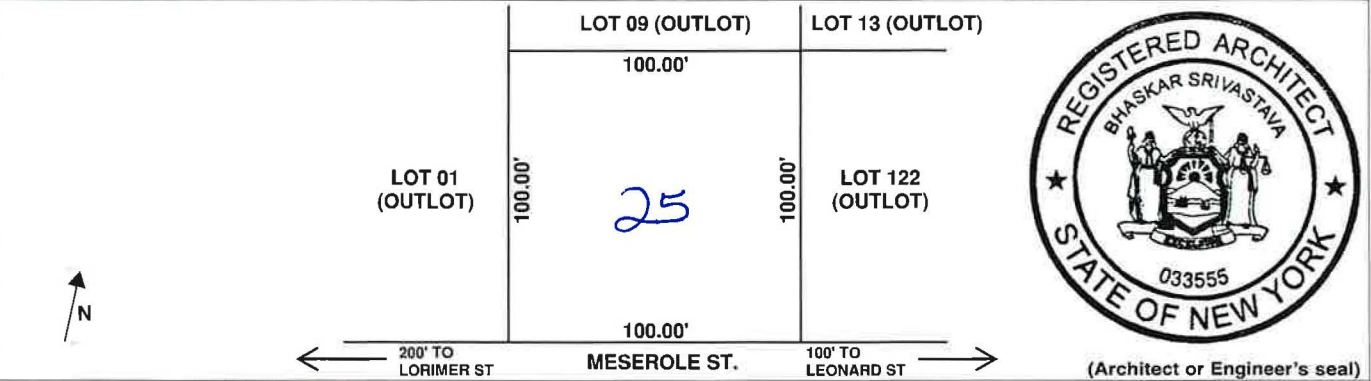 LOT 09 (OUTLOT)
LOT 13 (OUTLOT)
100.00'
LOT 01
(OUTLOT)
100.00'
25
100.00'
LOT 122
(OUTLOT)
N
100.00'
200' TO
LORIMER ST
MESEROLE ST.
100' TO
LEONARD ST
REGISTERED ARCHITECT
BHASKAR SRIVASTAVA
EXCELSIOR
033555
STATE OF NEW YORK
(Architect or Engineer's seal)